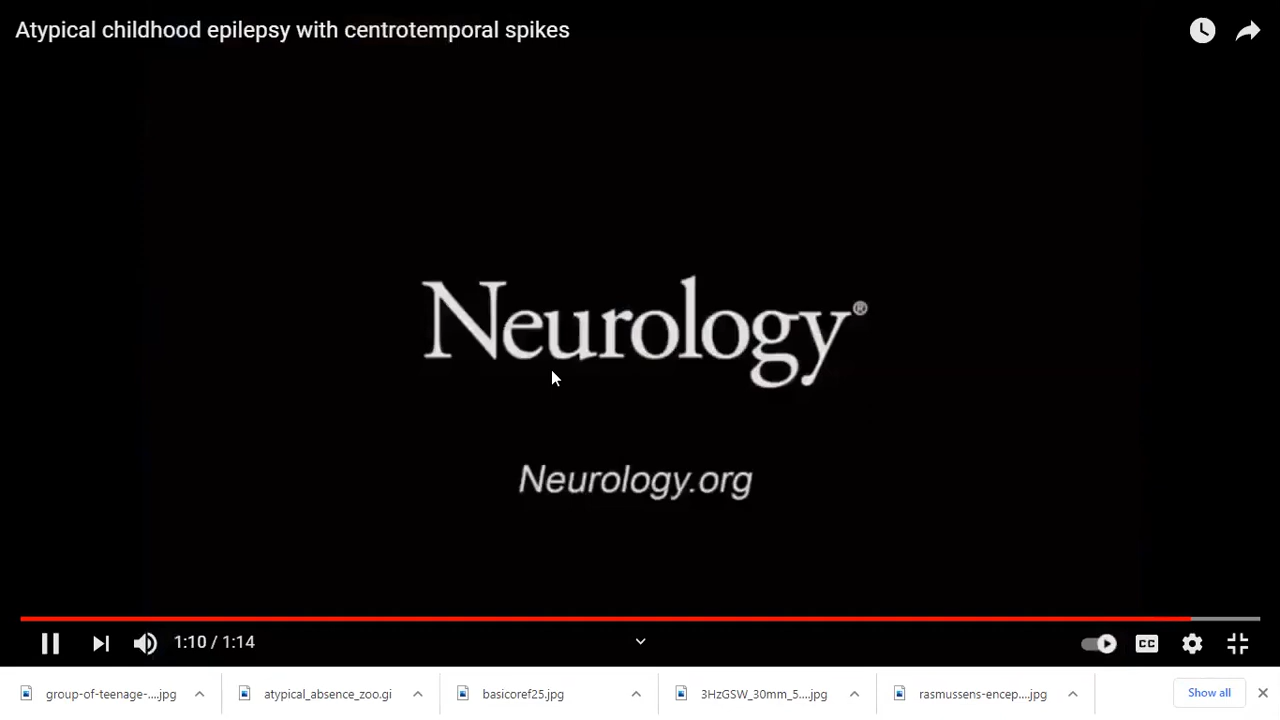 Atypical childhood epilepsy with centrotemporal spikes
Neurology®
Neurology.org
1:10 / 1:14
CC
group-of-teenage-....jpg
atypical_absence_zoo.gi
basicoref25.jpg
3HzGSW_30mm_5....jpg
rasmussens-encep....jpg
Show all